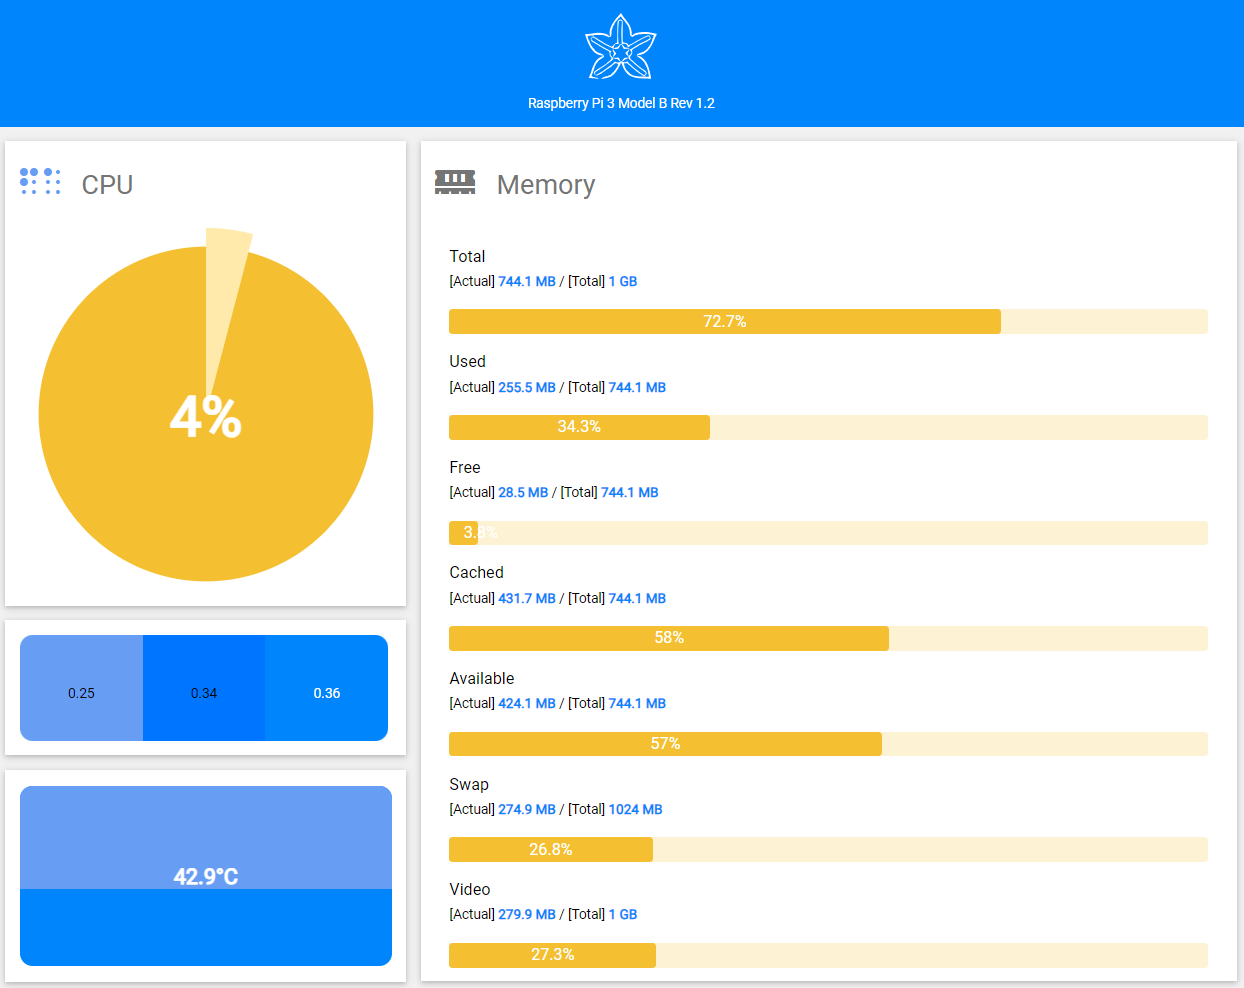 Raspberry Pi 3 Model B Rev 1.2
CPU
4%
0.25 0.34 0.36
42.9°C
Memory
Total
[Actual] 744.1 MB / [Total] 1 GB
72.7%
Used
[Actual] 255.5 MB / [Total] 744.1 MB
34.3%
Free
[Actual] 28.5 MB / [Total] 744.1 MB
3.8%
Cached
[Actual] 431.7 MB / [Total] 744.1 MB
58%
Available
[Actual] 424.1 MB / [Total] 744.1 MB
57%
Swap
[Actual] 274.9 MB / [Total] 1024 MB
26.8%
Video
[Actual] 279.9 MB / [Total] 1 GB
27.3%